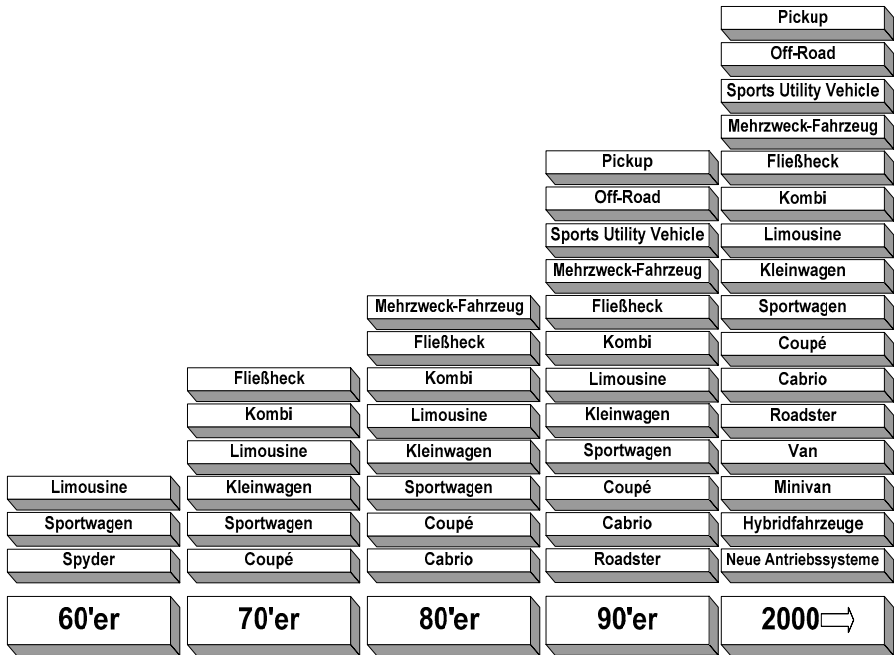 Pickup
Off-Road
Sports Utility Vehicle
Mehrzweck-Fahrzeug
Pickup
Fließheck
Off-Road
Kombi
Sports Utility Vehicle
Limousine
Mehrzweck-Fahrzeug
Kleinwagen
Mehrzweck-Fahrzeug
Fließheck
Sportwagen
Fließheck
Kombi
Coupé
Fließheck
Kombi
Limousine
Cabrio
Kombi
Limousine
Kleinwagen
Roadster
Limousine
Kleinwagen
Sportwagen
Van
Limousine
Kleinwagen
Sportwagen
Coupé
Minivan
Sportwagen
Sportwagen
Coupé
Cabrio
Hybridfahrzeuge
Spyder
Coupé
Cabrio
Roadster
Neue Antriebssysteme
60'er
70'er
80'er
90'er
2000